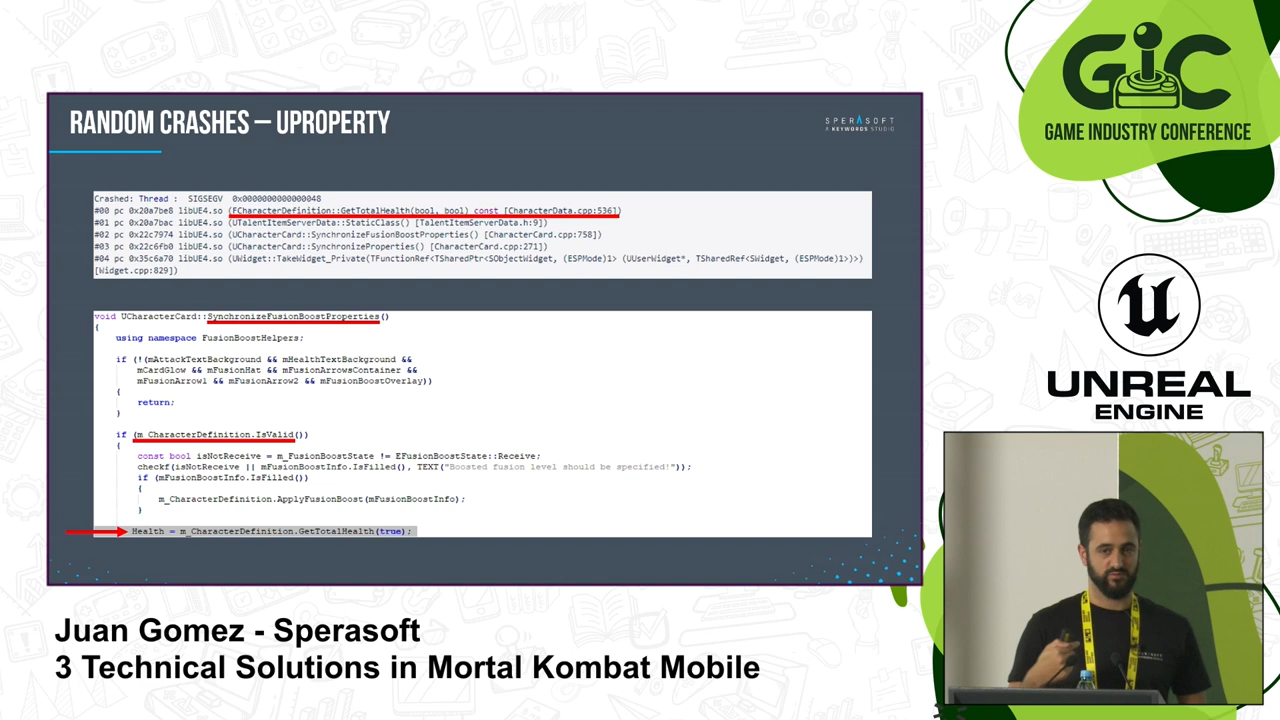 GIC
GAME INDUSTRY CONFERENCE
RANDOM CRASHES – UPROPERTY
SPERASOFT
A KEYWORDS STUDIO
Crashed: Thread :  SIGSEGV  0x0000000000000048
#00 pc 0x20a7be8 libUE4.so (FCharacterDefinition::GetTotalHealth(bool, bool) const [CharacterData.cpp:536])
#01 pc 0x20a7bac libUE4.so (UTalentItemServerData::StaticClass() [TalentItemServerData.h:9])
#02 pc 0x22c7974 libUE4.so (UCharacterCard::SynchronizeFusionBoostProperties() [CharacterCard.cpp:758])
#03 pc 0x22c6fb0 libUE4.so (UCharacterCard::SynchronizeProperties() [CharacterCard.cpp:271])
#04 pc 0x35c6a70 libUE4.so (UWidget::TakeWidget_Private(TFunctionRef<TSharedPtr<SObjectWidget, (ESPMode)1> (UUserWidget*, TSharedRef<SWidget, (ESPMode)1>)>)
[Widget.cpp:829])
void UCharacterCard::SynchronizeFusionBoostProperties()
{
using namespace FusionBoostHelpers;
if (!(mAttackTextBackground && mHealthTextBackground &&
mCardGlow && mFusionHat && mFusionArrowsContainer &&
mFusionArrow1 && mFusionArrow2 && mFusionBoostOverlay))
{
return;
}
if (m_CharacterDefinition.IsValid())
{
const bool isNotReceive = m_FusionBoostState != EFusionBoostState::Receive;
checkf(isNotReceive || mFusionBoostInfo.IsFilled(), TEXT("Boosted fusion level should be specified!"));
if (mFusionBoostInfo.IsFilled())
{
m_CharacterDefinition.ApplyFusionBoost(mFusionBoostInfo);
}
Health = m_CharacterDefinition.GetTotalHealth(true);
UNREAL
ENGINE
Juan Gomez - Sperasoft
3 Technical Solutions in Mortal Kombat Mobile